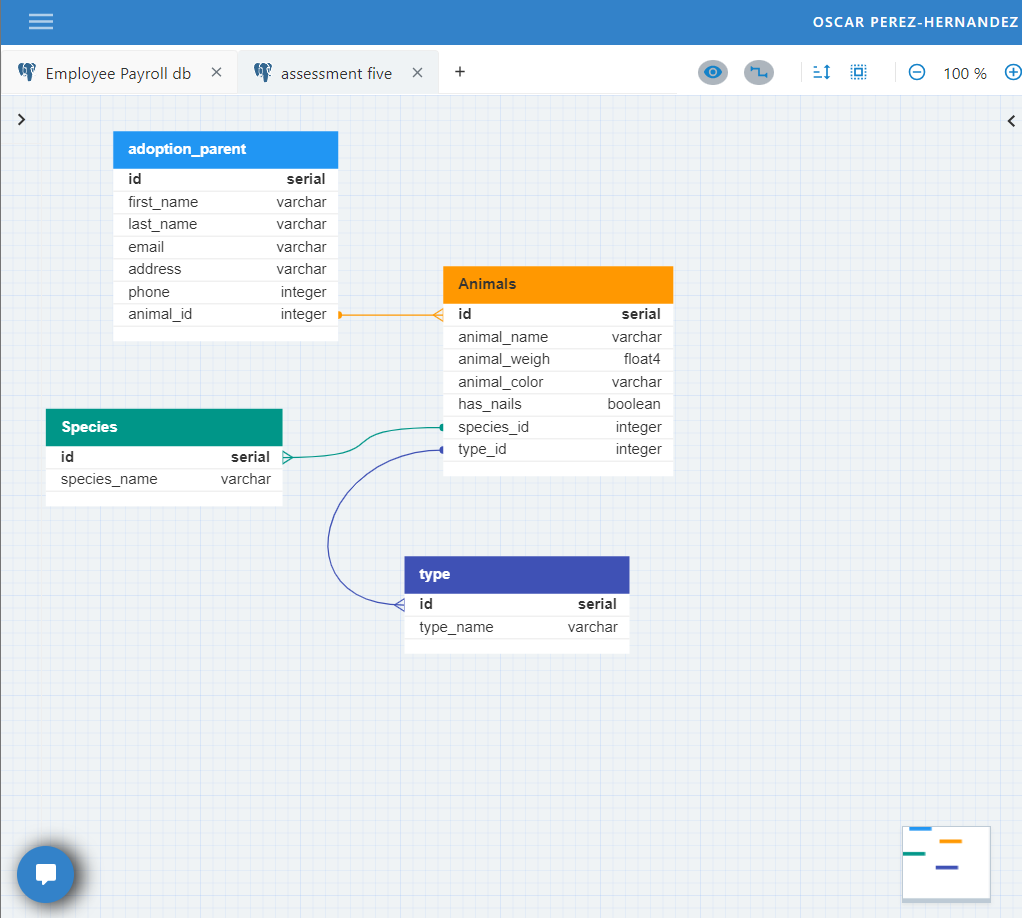 OSCAR PEREZ-HERNANDEZ
Employee Payroll db
assessment five
100 %
adoption_parent
id serial
first_name varchar
last_name varchar
email varchar
address varchar
phone integer
animal_id integer
Animals
id serial
animal_name varchar
animal_weigh float4
animal_color varchar
has_nails boolean
species_id integer
type_id integer
Species
id serial
species_name varchar
type
id serial
type_name varchar